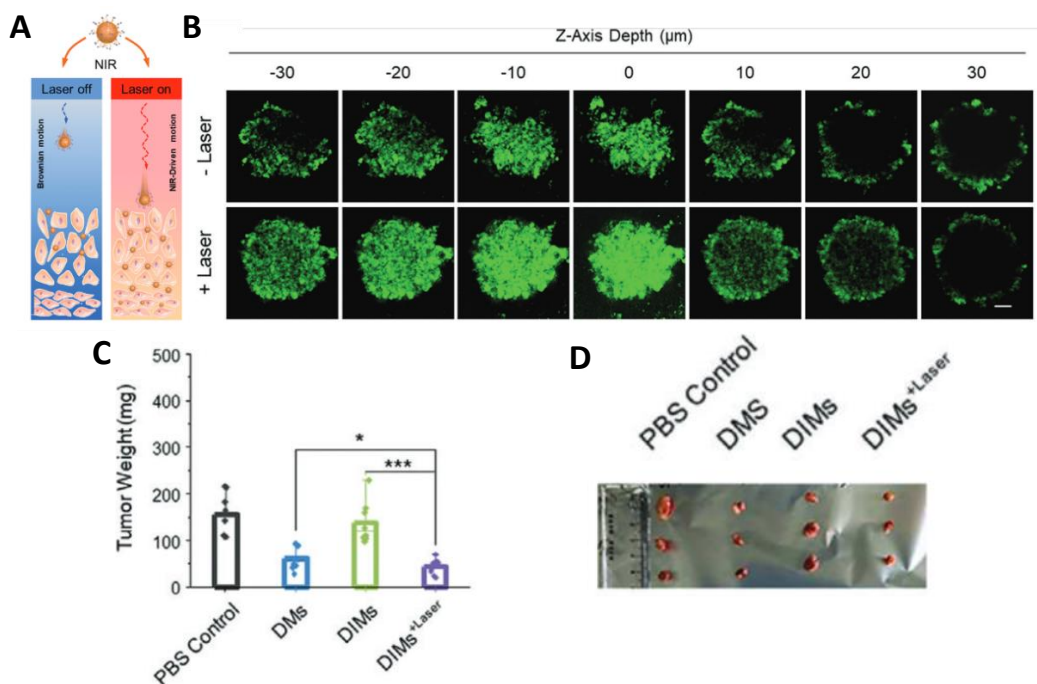 A
NIR
Laser off
Laser on
Brownian motion
NIR-Driven motion
B
Z-Axis Depth (µm)
-30 -20 -10 0 10 20 30
- Laser
+ Laser
C
Tumor Weight (mg)
500
400
300
200
100
0
*
***
PBS Control
DMs
DIMs
DIMs+Laser
D
PBS Control
DMS
DIMs
DIMs+Laser